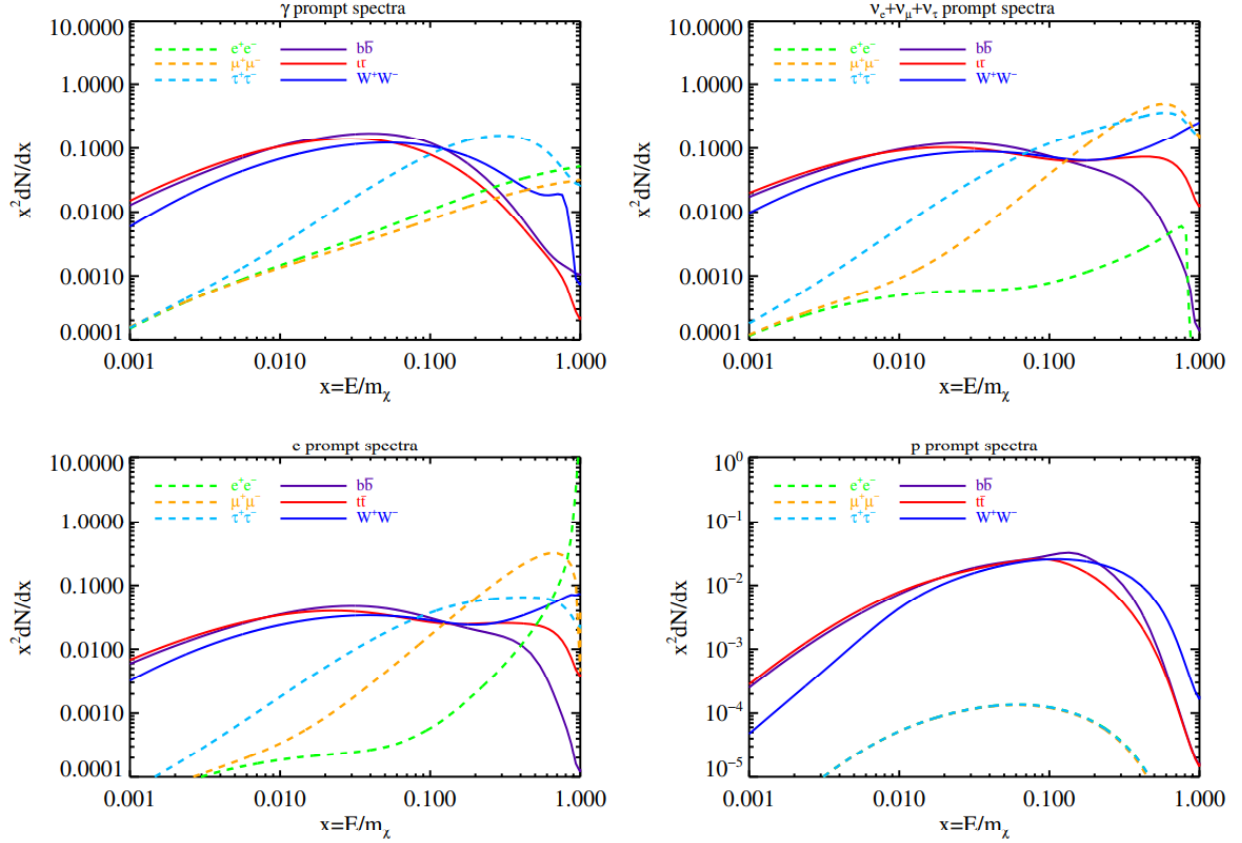 γ prompt spectra
10.0000
1.0000
0.1000
0.0100
0.0010
0.0001
x²dN/dx
e⁺e⁻
μ⁺μ⁻
τ⁺τ⁻
bb̅
tt̅
W⁺W⁻
0.001 0.010 0.100 1.000
x=E/mχ
νe+νμ+ντ prompt spectra
10.0000
1.0000
0.1000
0.0100
0.0010
0.0001
x²dN/dx
e⁺e⁻
μ⁺μ⁻
τ⁺τ⁻
bb̅
tt̅
W⁺W⁻
0.001 0.010 0.100 1.000
x=E/mχ
e prompt spectra
10.0000
1.0000
0.1000
0.0100
0.0010
0.0001
x²dN/dx
e⁺e⁻
μ⁺μ⁻
τ⁺τ⁻
bb̅
tt̅
W⁺W⁻
0.001 0.010 0.100 1.000
x=E/mχ
p prompt spectra
10⁰
10⁻¹
10⁻²
10⁻³
10⁻⁴
10⁻⁵
x²dN/dx
e⁺e⁻
μ⁺μ⁻
τ⁺τ⁻
bb̅
tt̅
W⁺W⁻
0.001 0.010 0.100 1.000
x=E/mχ